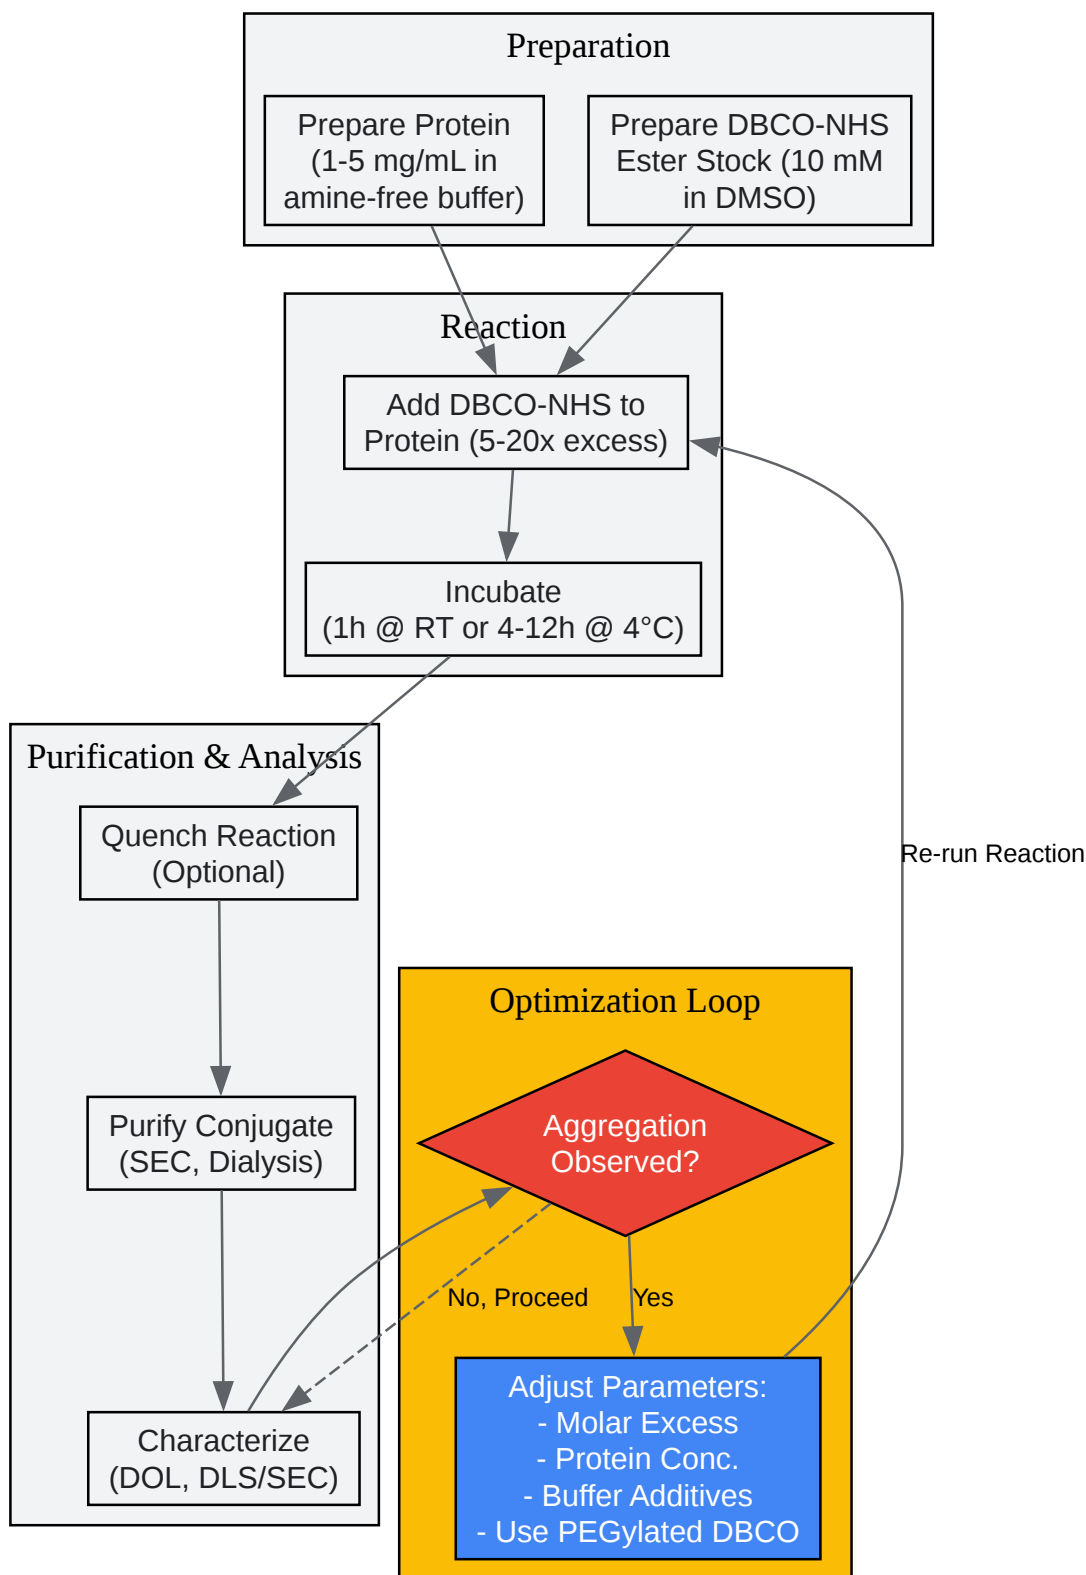 Preparation
Prepare Protein
(1-5 mg/mL in
amine-free buffer)
Prepare DBCO-NHS
Ester Stock (10 mM
in DMSO)
Reaction
Add DBCO-NHS to
Protein (5-20x excess)
Incubate
(1h @ RT or 4-12h @ 4°C)
Purification & Analysis
Quench Reaction
(Optional)
Re-run Reaction
Optimization Loop
Purify Conjugate
(SEC, Dialysis)
Aggregation
Observed?
No, Proceed
Yes
Characterize
(DOL, DLS/SEC)
Adjust Parameters:
- Molar Excess
- Protein Conc.
- Buffer Additives
- Use PEGylated DBCO